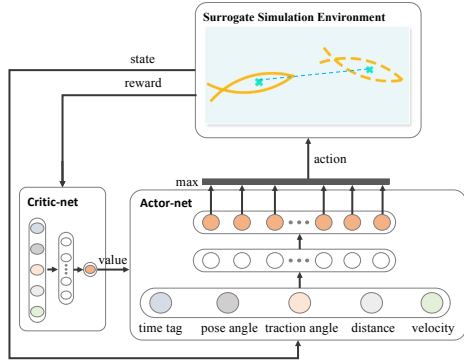 Surrogate Simulation Environment
state
reward
action
max
Critic-net
Actor-net
value
time tag pose angle traction angle distance velocity